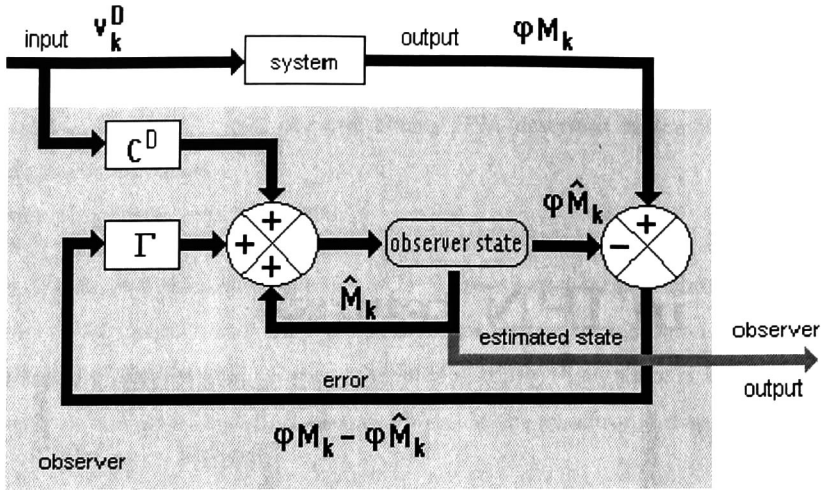 input
v_k^D
system
output
φM_k
C^D
Γ
+
+
+
M̂_k
observer state
φM̂_k
+
−
estimated state
observer
output
error
φM_k − φM̂_k
observer